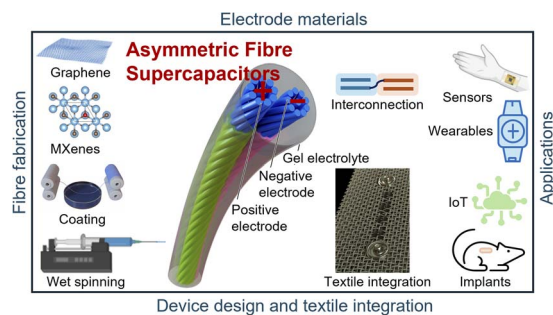 Electrode materials
Asymmetric Fibre
Supercapacitors
Graphene
MXenes
Coating
Wet spinning
Fibre fabrication
+
-
Gel electrolyte
Negative
electrode
Positive
electrode
Interconnection
Textile integration
Sensors
Wearables
IoT
Implants
Applications
Device design and textile integration